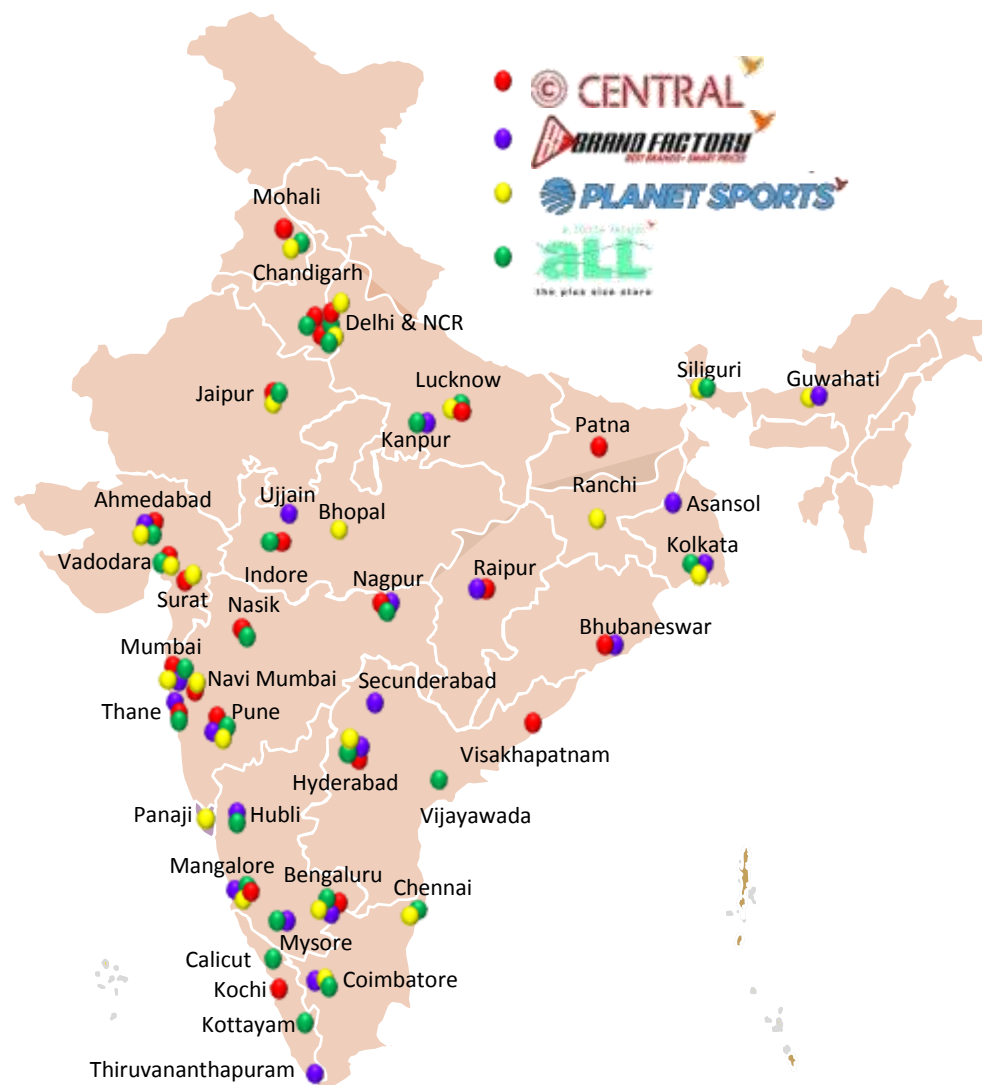 © CENTRAL
BRAND FACTORY
BEST BRANDS • SMART PRICES
PLANET SPORTS
aLL
the plus size store
Mohali
Chandigarh
Delhi & NCR
Jaipur
Lucknow
Kanpur
Siliguri
Guwahati
Patna
Ranchi
Asansol
Kolkata
Ahmedabad
Ujjain
Bhopal
Vadodara
Indore
Surat
Nasik
Nagpur
Raipur
Bhubaneswar
Mumbai
Navi Mumbai
Thane
Pune
Secunderabad
Hyderabad
Visakhapatnam
Vijayawada
Panaji
Hubli
Mangalore
Bengaluru
Chennai
Mysore
Calicut
Coimbatore
Kochi
Kottayam
Thiruvananthapuram